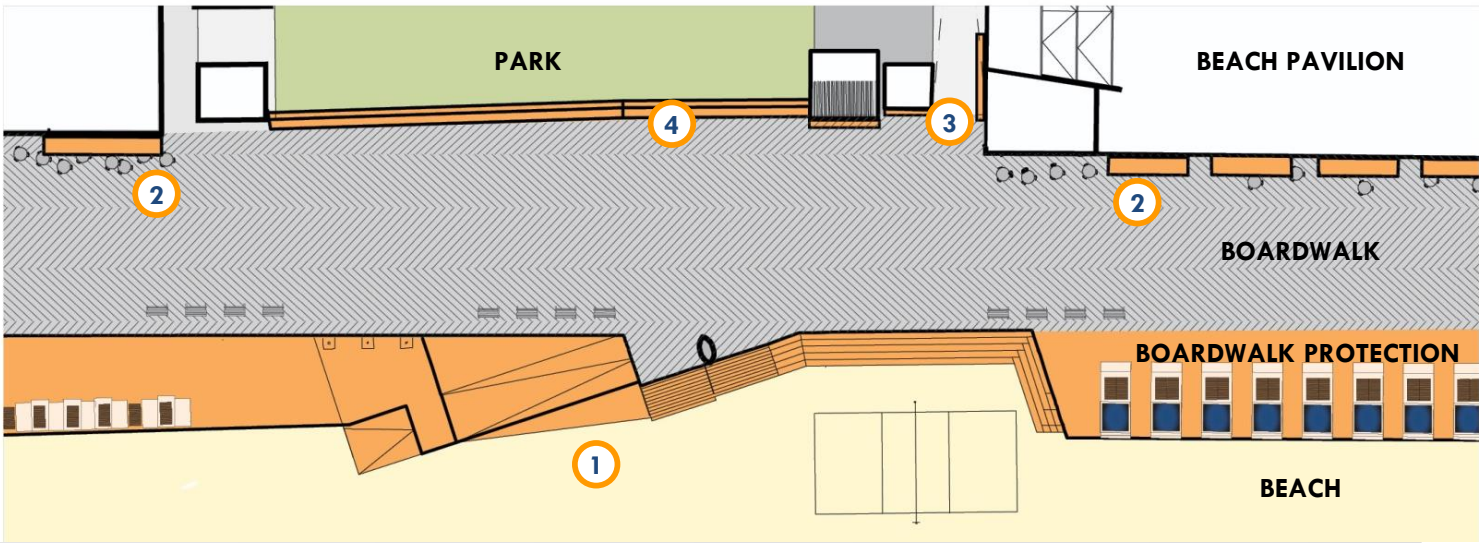 PARK
BEACH PAVILION
4
3
2
2
BOARDWALK
BOARDWALK PROTECTION
1
BEACH